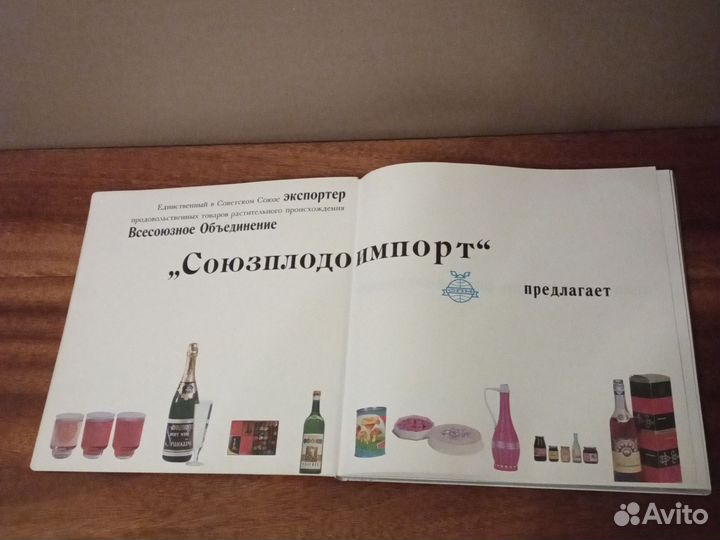 Единственный в Советском Союзе экспортер
продовольственных товаров растительного происхождения
Всесоюзное Объединение
„Союзплодоимпорт“
предлагает
Avito